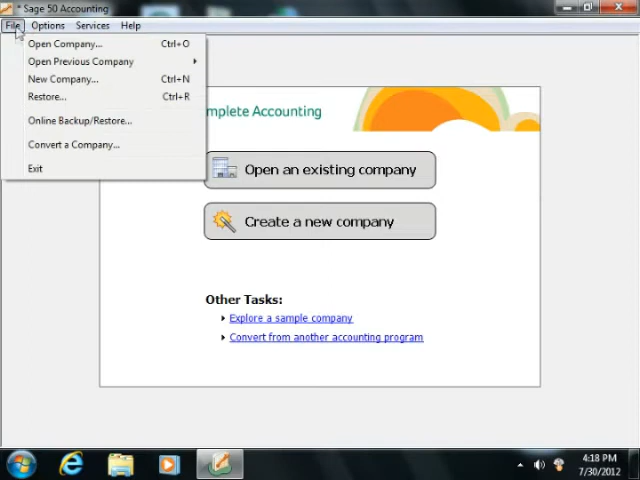 * Sage 50 Accounting
File Options Services Help
Open Company... Ctrl+O
Open Previous Company
New Company... Ctrl+N
Restore... Ctrl+R
Online Backup/Restore...
Convert a Company...
Exit
mplete Accounting
Open an existing company
Create a new company
Other Tasks:
Explore a sample company
Convert from another accounting program
4:18 PM
7/30/2012